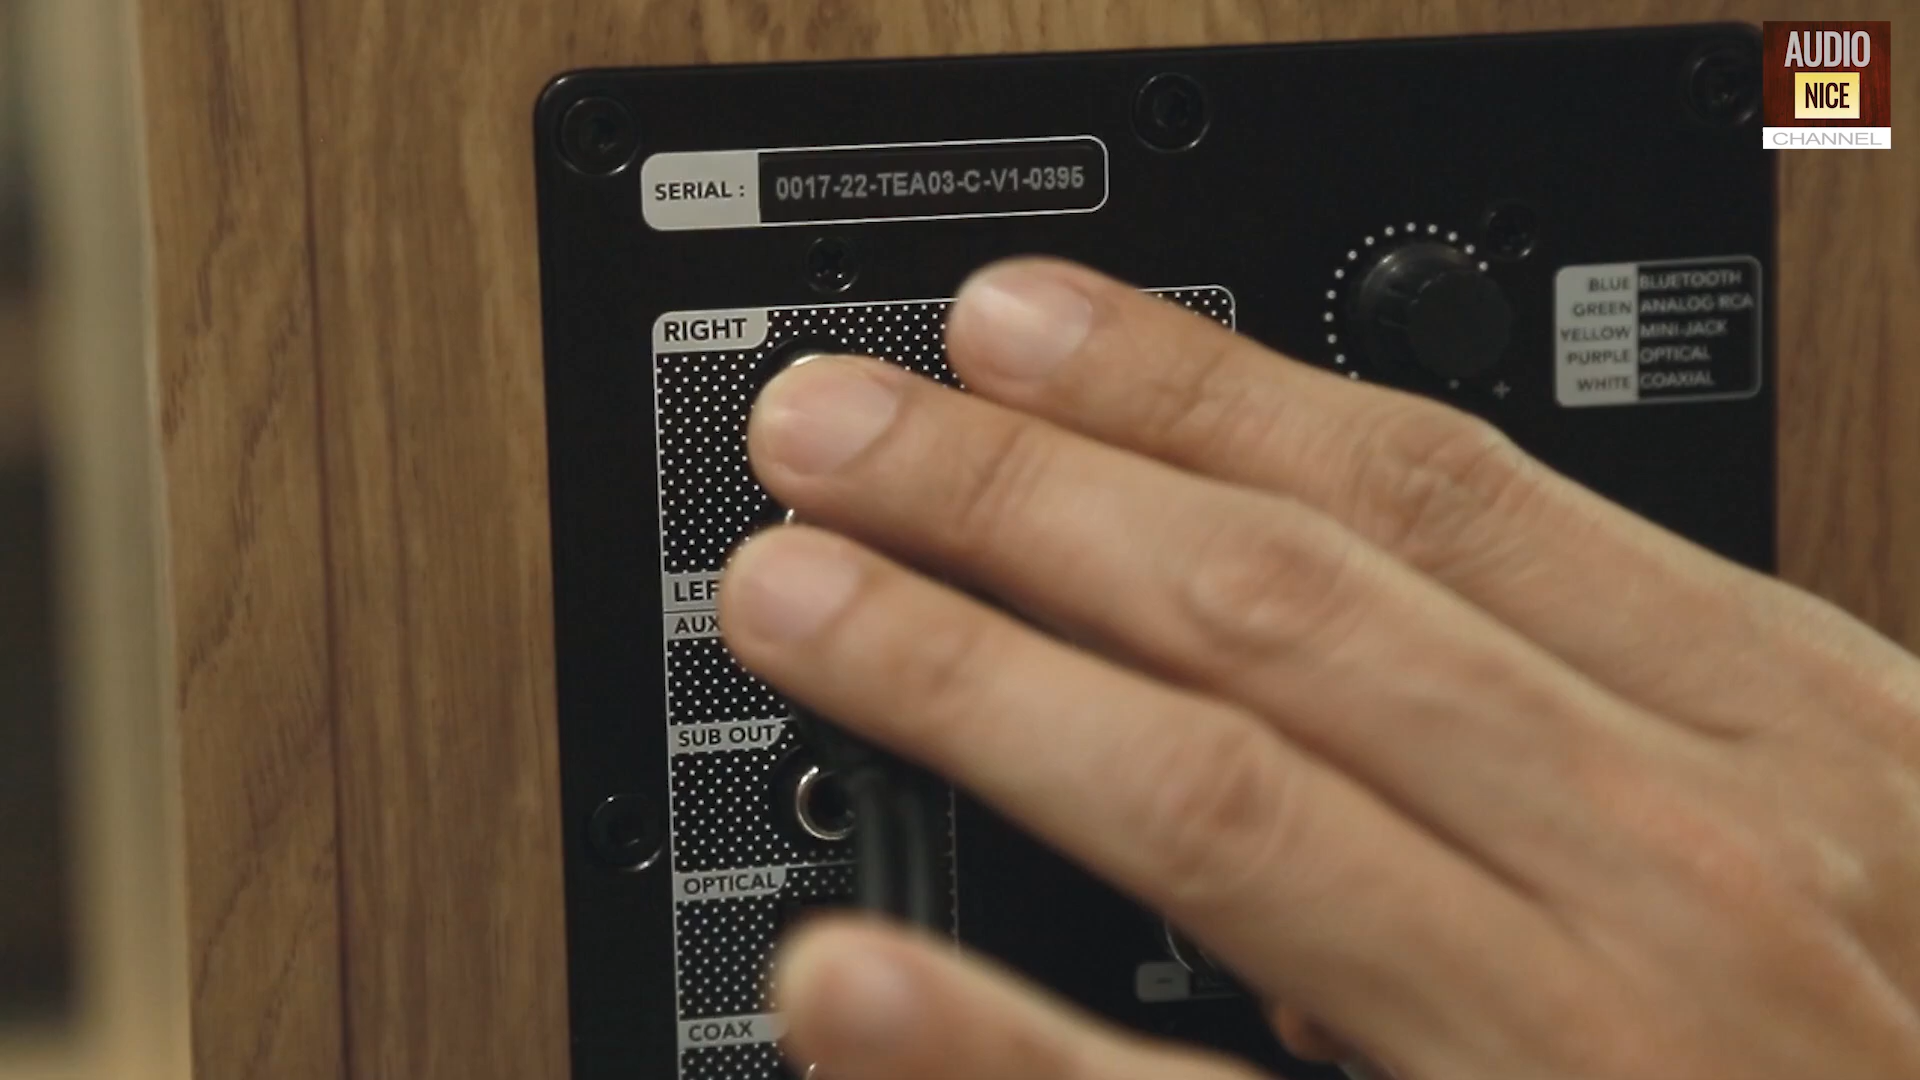 AUDIO
NICE
CHANNEL
SERIAL : 0017-22-TEA03-C-V1-0395
BLUE BLUETOOTH
GREEN ANALOG RCA
YELLOW MINI-JACK
PURPLE OPTICAL
WHITE COAXIAL
- +
RIGHT
LEF
AUX
SUB OUT
OPTICAL
COAX